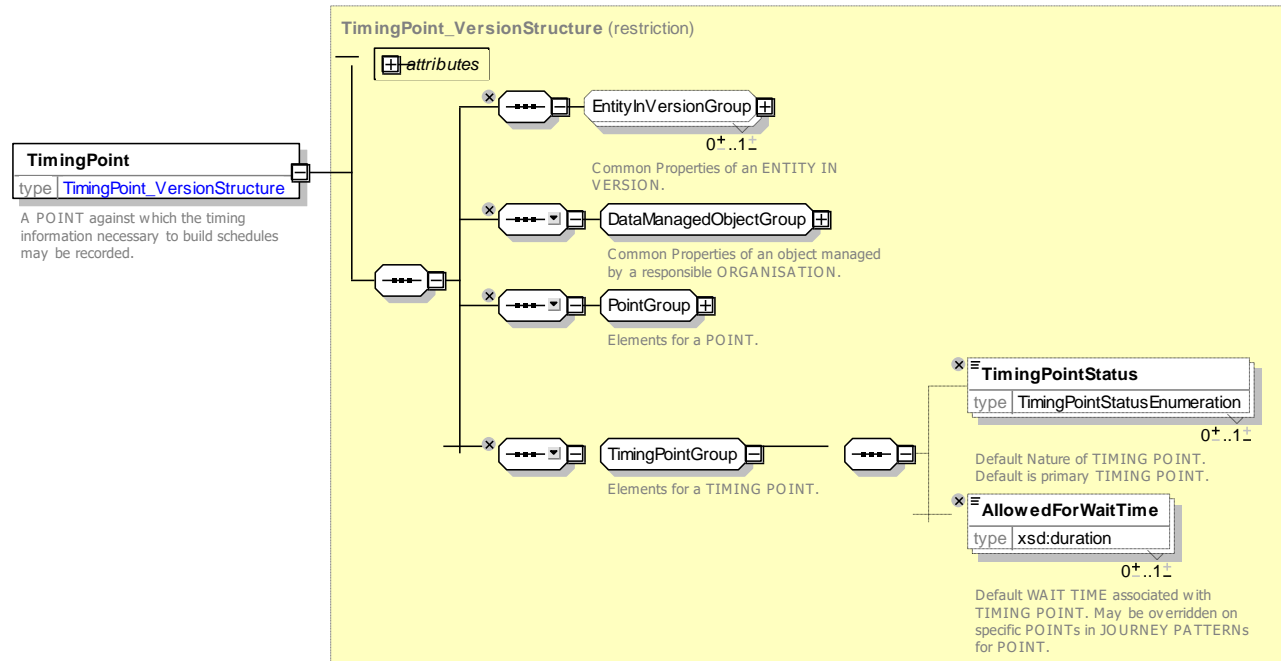 TimingPoint_VersionStructure (restriction)
attributes
EntityInVersionGroup
0..1
Common Properties of an ENTITY IN
VERSION.
TimingPoint
type TimingPoint_VersionStructure
A POINT against which the timing
information necessary to build schedules
may be recorded.
DataManagedObjectGroup
Common Properties of an object managed
by a responsible ORGANISATION.
PointGroup
Elements for a POINT.
TimingPointGroup
Elements for a TIMING POINT.
TimingPointStatus
type TimingPointStatusEnumeration
0..1
Default Nature of TIMING POINT.
Default is primary TIMING POINT.
AllowedForWaitTime
type xsd:duration
0..1
Default WAIT TIME associated with
TIMING POINT. May be overridden on
specific POINTs in JOURNEY PATTERNs
for POINT.